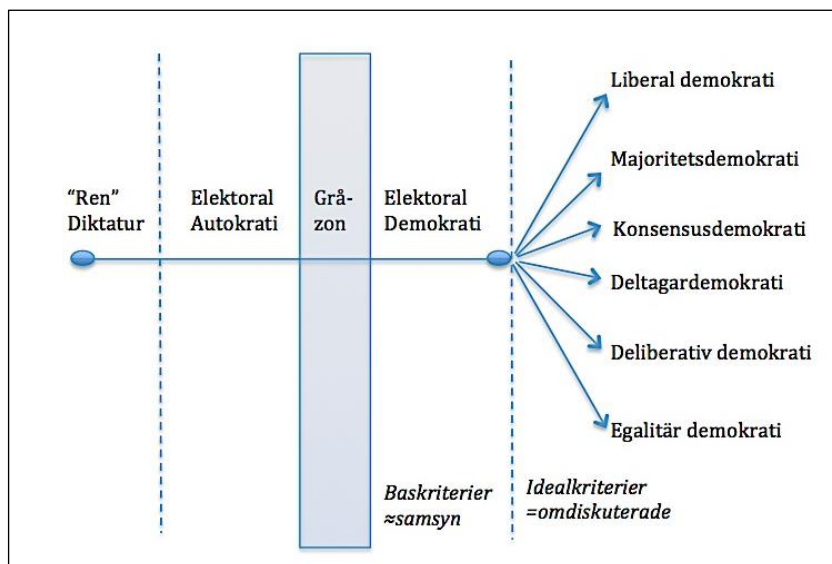 “Ren”
Diktatur
Elektoral
Autokrati
Grå-
zon
Elektoral
Demokrati
Liberal demokrati
Majoritetsdemokrati
Konsensusdemokrati
Deltagardemokrati
Deliberativ demokrati
Egalitär demokrati
Baskriterier
≈samsyn
Idealkriterier
=omdiskuterade